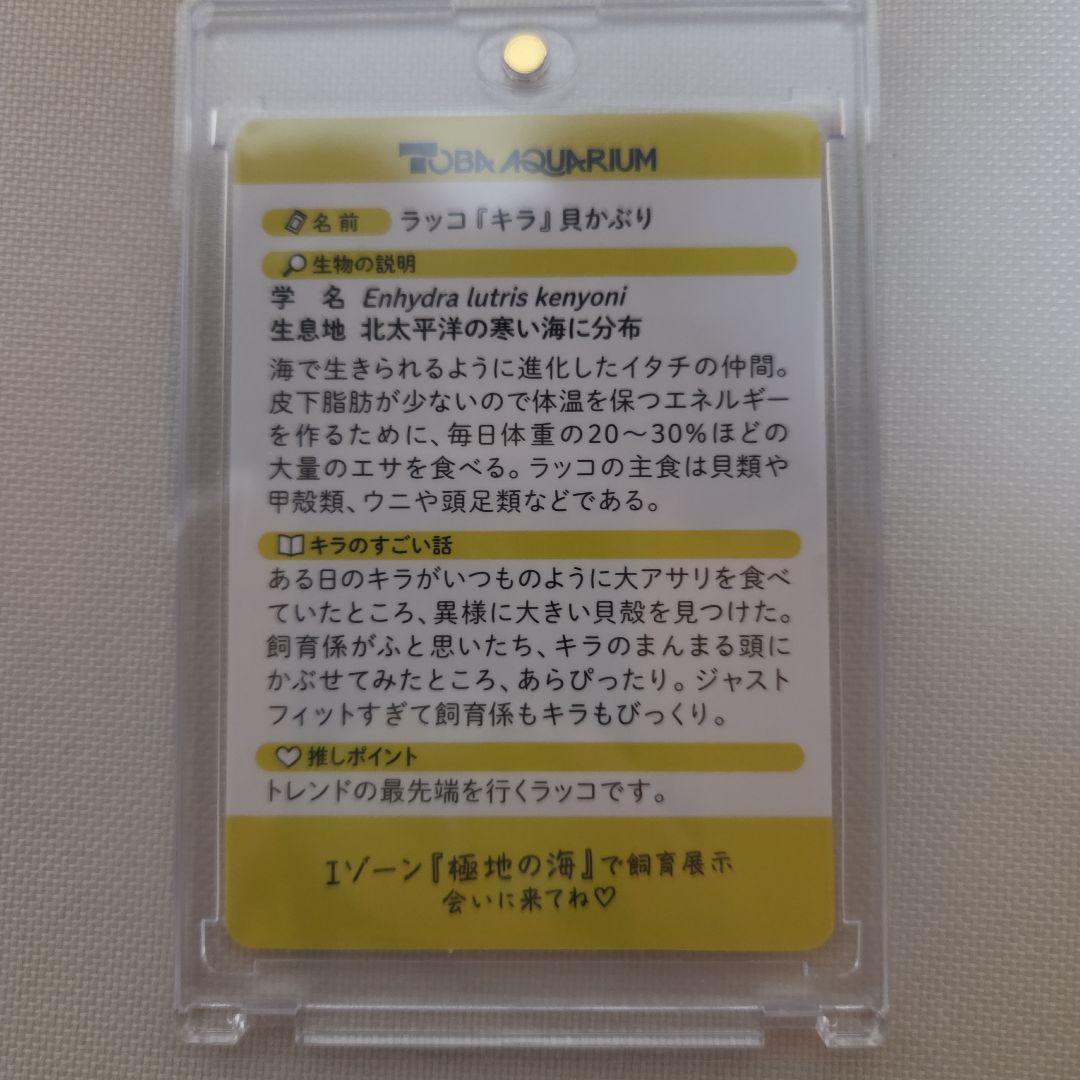 TOBA AQUARIUM
名前 ラッコ『キラ』貝かぶり
生物の説明
学 名 Enhydra lutris kenyoni
生息地 北太平洋の寒い海に分布
海で生きられるように進化したイタチの仲間。
皮下脂肪が少ないので体温を保つエネルギー
を作るために、毎日体重の20～30%ほどの
大量のエサを食べる。ラッコの主食は貝類や
甲殻類、ウニや頭足類などである。
キラのすごい話
ある日のキラがいつものように大アサリを食べ
ていたところ、異様に大きい貝殻を見つけた。
飼育係がふと思いたち、キラのまんまる頭に
かぶせてみたところ、あらぴったり。ジャスト
フィットすぎて飼育係もキラもびっくり。
推しポイント
トレンドの最先端を行くラッコです。
Iゾーン『極地の海』で飼育展示
会いに来てね♡